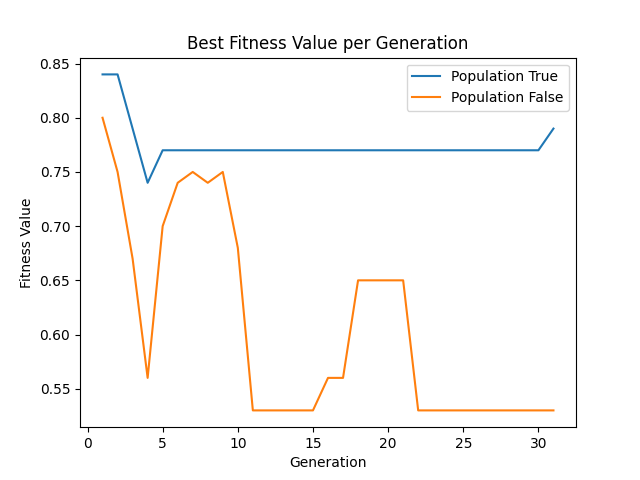 Best Fitness Value per Generation
Population True
Population False
Fitness Value
0.85
0.80
0.75
0.70
0.65
0.60
0.55
0
5
10
15
20
25
30
Generation